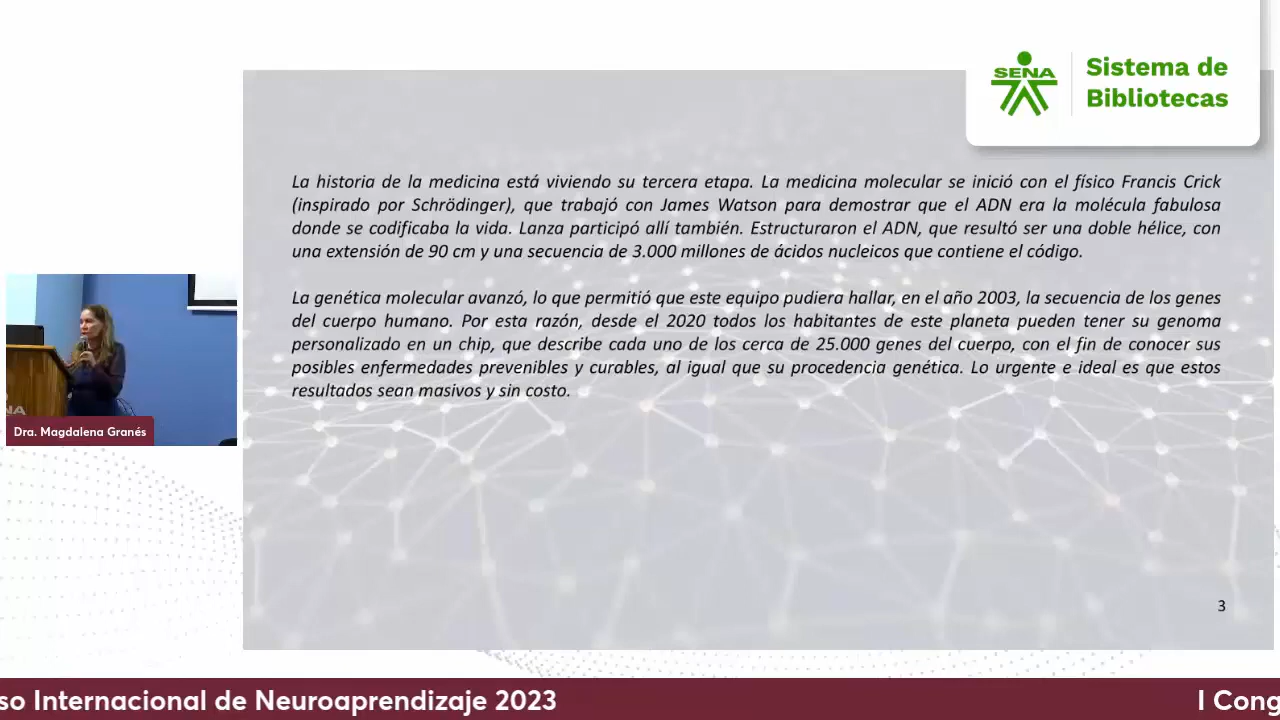 SENA
Sistema de
Bibliotecas
La historia de la medicina está viviendo su tercera etapa. La medicina molecular se inició con el físico Francis Crick
(inspirado por Schrödinger), que trabajó con James Watson para demostrar que el ADN era la molécula fabulosa
donde se codificaba la vida. Lanza participó allí también. Estructuraron el ADN, que resultó ser una doble hélice, con
una extensión de 90 cm y una secuencia de 3.000 millones de ácidos nucleicos que contiene el código.
La genética molecular avanzó, lo que permitió que este equipo pudiera hallar, en el año 2003, la secuencia de los genes
del cuerpo humano. Por esta razón, desde el 2020 todos los habitantes de este planeta pueden tener su genoma
personalizado en un chip, que describe cada uno de los cerca de 25.000 genes del cuerpo, con el fin de conocer sus
posibles enfermedades prevenibles y curables, al igual que su procedencia genética. Lo urgente e ideal es que estos
resultados sean masivos y sin costo.
NA
Dra. Magdalena Granés
3
so Internacional de Neuroaprendizaje 2023
I Cong